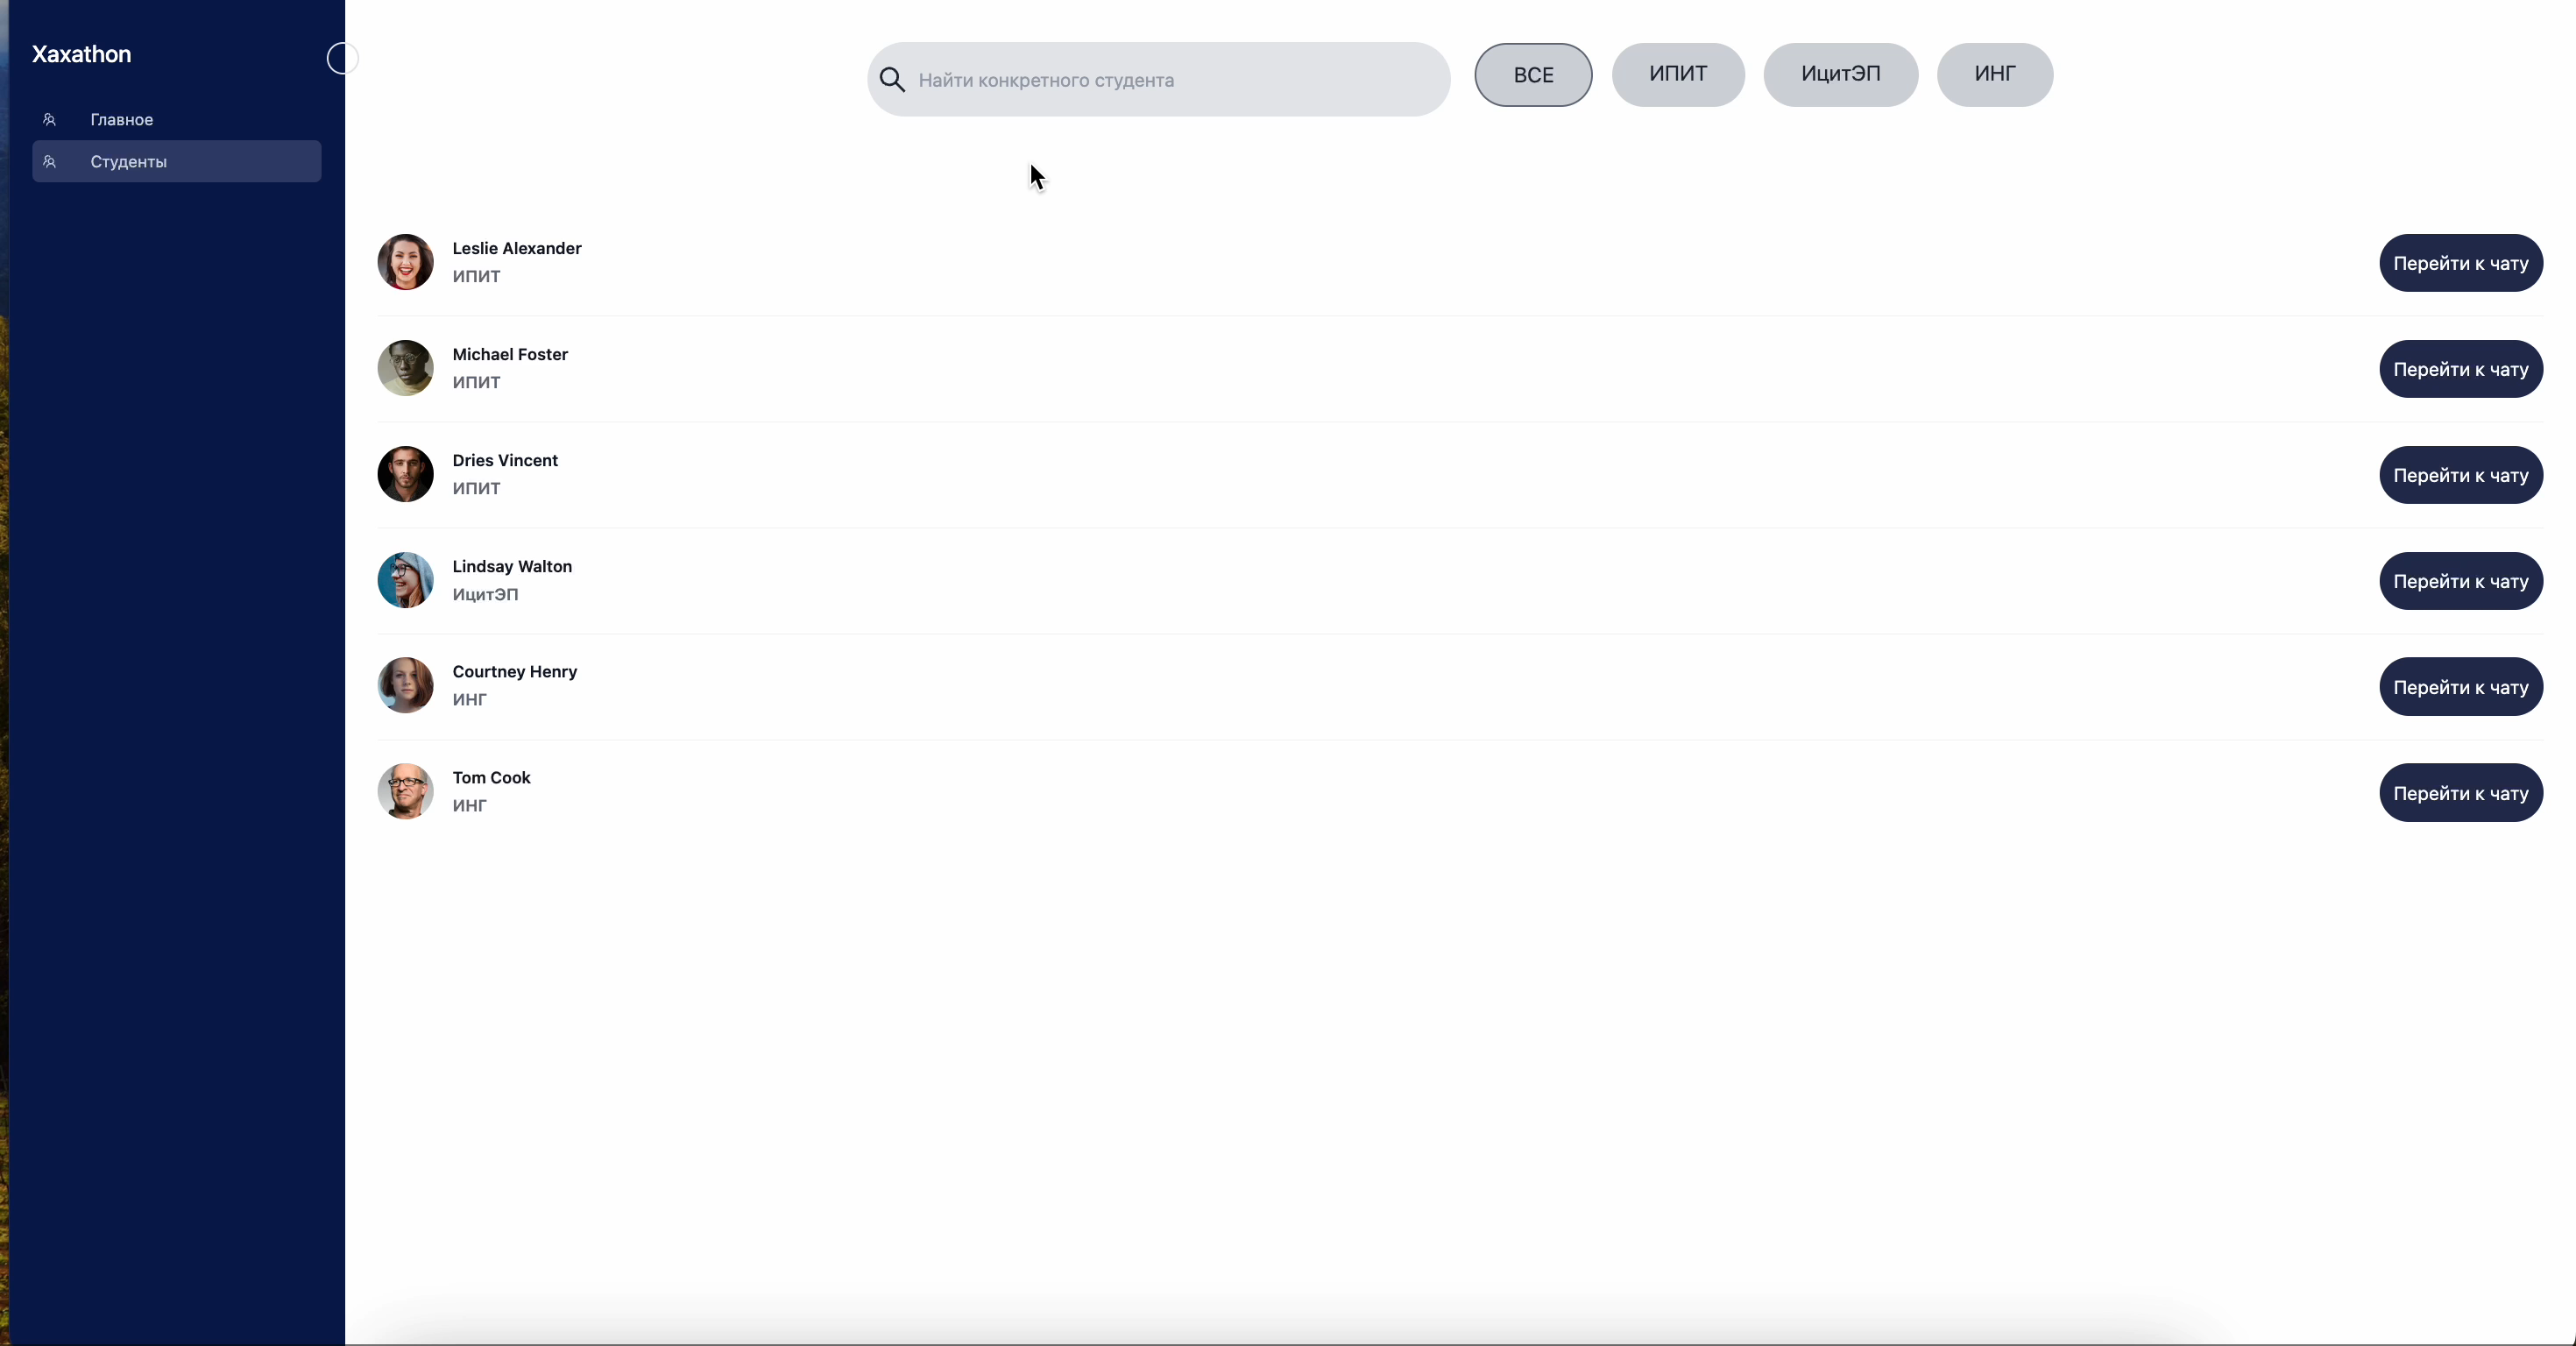 Xaxathon
Главное
Студенты
Найти конкретного студента
ВСЕ
ИПИТ
ИцитЭП
ИНГ
Leslie Alexander
ИПИТ
Перейти к чату
Michael Foster
ИПИТ
Перейти к чату
Dries Vincent
ИПИТ
Перейти к чату
Lindsay Walton
ИцитЭП
Перейти к чату
Courtney Henry
ИНГ
Перейти к чату
Tom Cook
ИНГ
Перейти к чату